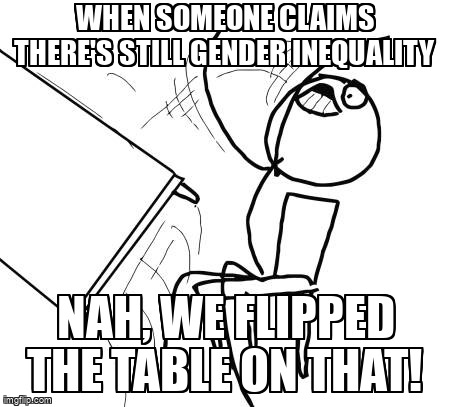 WHEN SOMEONE CLAIMS
THERE'S STILL GENDER INEQUALITY
NAH, WE FLIPPED
THE TABLE ON THAT!
imgflip.com